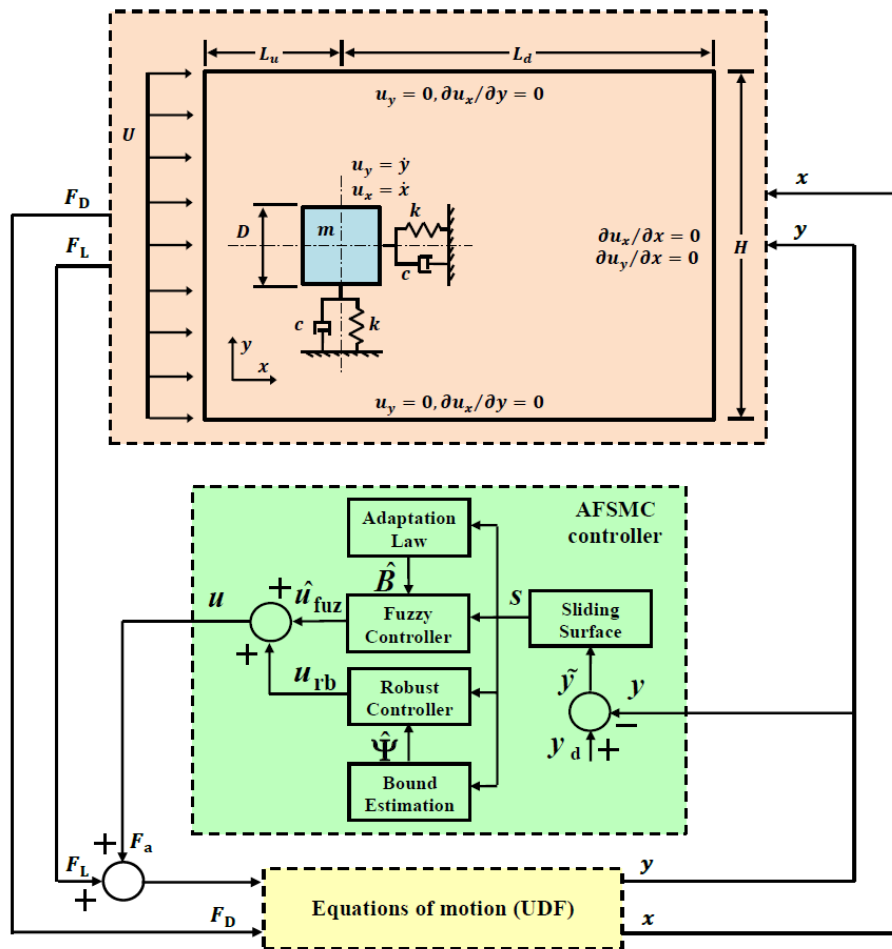 L_u
L_d
u_y = 0, ∂u_x/∂y = 0
U
u_y = ẏ
u_x = ẋ
F_D
x
k
D
m
F_L
∂u_x/∂x = 0
y
∂u_y/∂x = 0
H
c
c
k
y
x
u_y = 0, ∂u_x/∂y = 0
AFSMC
controller
Adaptation
Law
B̂
+
u
û_fuz
S
Fuzzy
Controller
Sliding
Surface
+
u_rb
ỹ
y
Robust
Controller
−
Ψ̂
y_d
+
Bound
Estimation
+
F_a
F_L
+
y
Equations of motion (UDF)
F_D
x